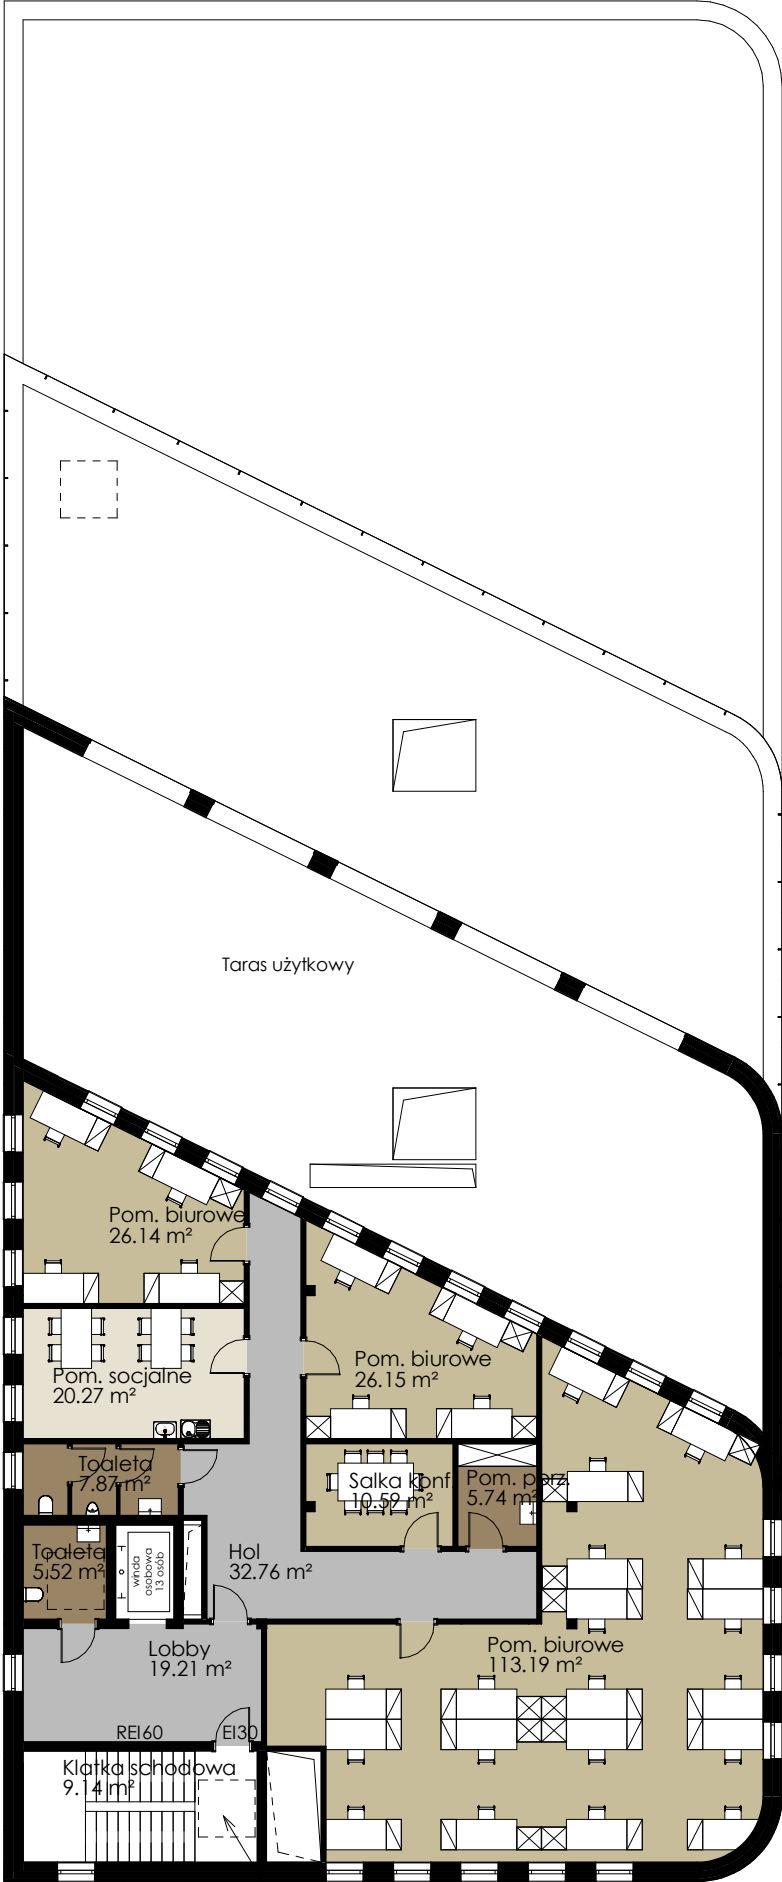 Taras użytkowy
Pom. biurowe
26.14 m²
Pom. socjalne
20.27 m²
Pom. biurowe
26.15 m²
Toaleta
7.87 m²
Salka konf.
10.59 m²
Pom. porz.
5.74 m²
Toaleta
5.52 m²
winda
osobowa
13 osób
Hol
32.76 m²
Lobby
19.21 m²
Pom. biurowe
113.19 m²
REI60
EI30
Klatka schodowa
9.14 m²